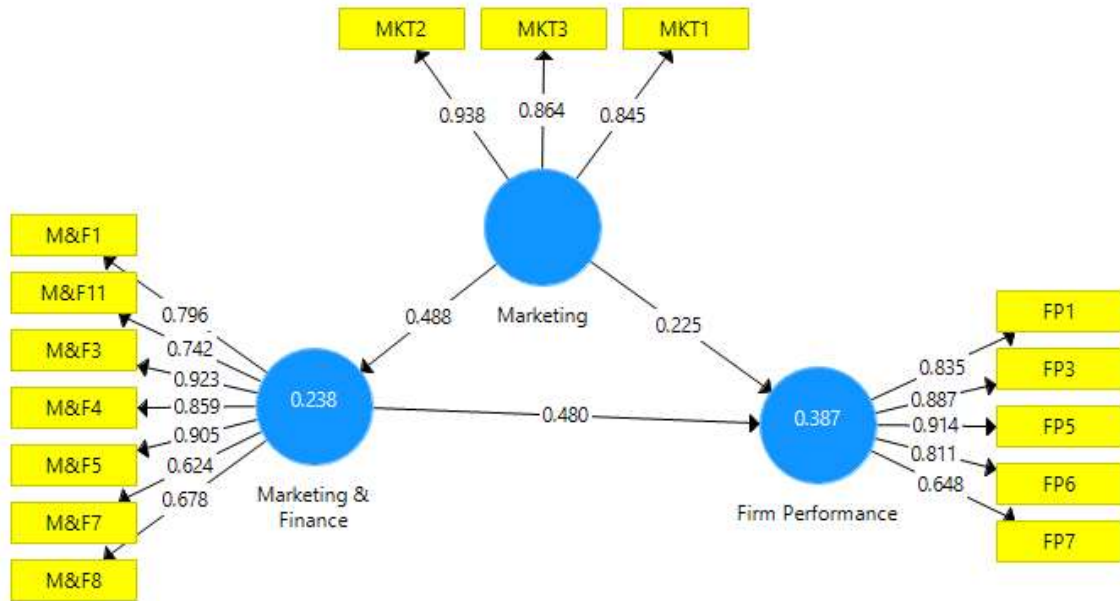 MKT2
MKT3
MKT1
0.938
0.864
0.845
Marketing
0.488
0.225
M&F1
M&F11
M&F3
M&F4
M&F5
M&F7
M&F8
0.796
0.742
0.923
0.859
0.905
0.624
0.678
0.238
Marketing &
Finance
0.480
0.387
Firm Performance
0.835
0.887
0.914
0.811
0.648
FP1
FP3
FP5
FP6
FP7